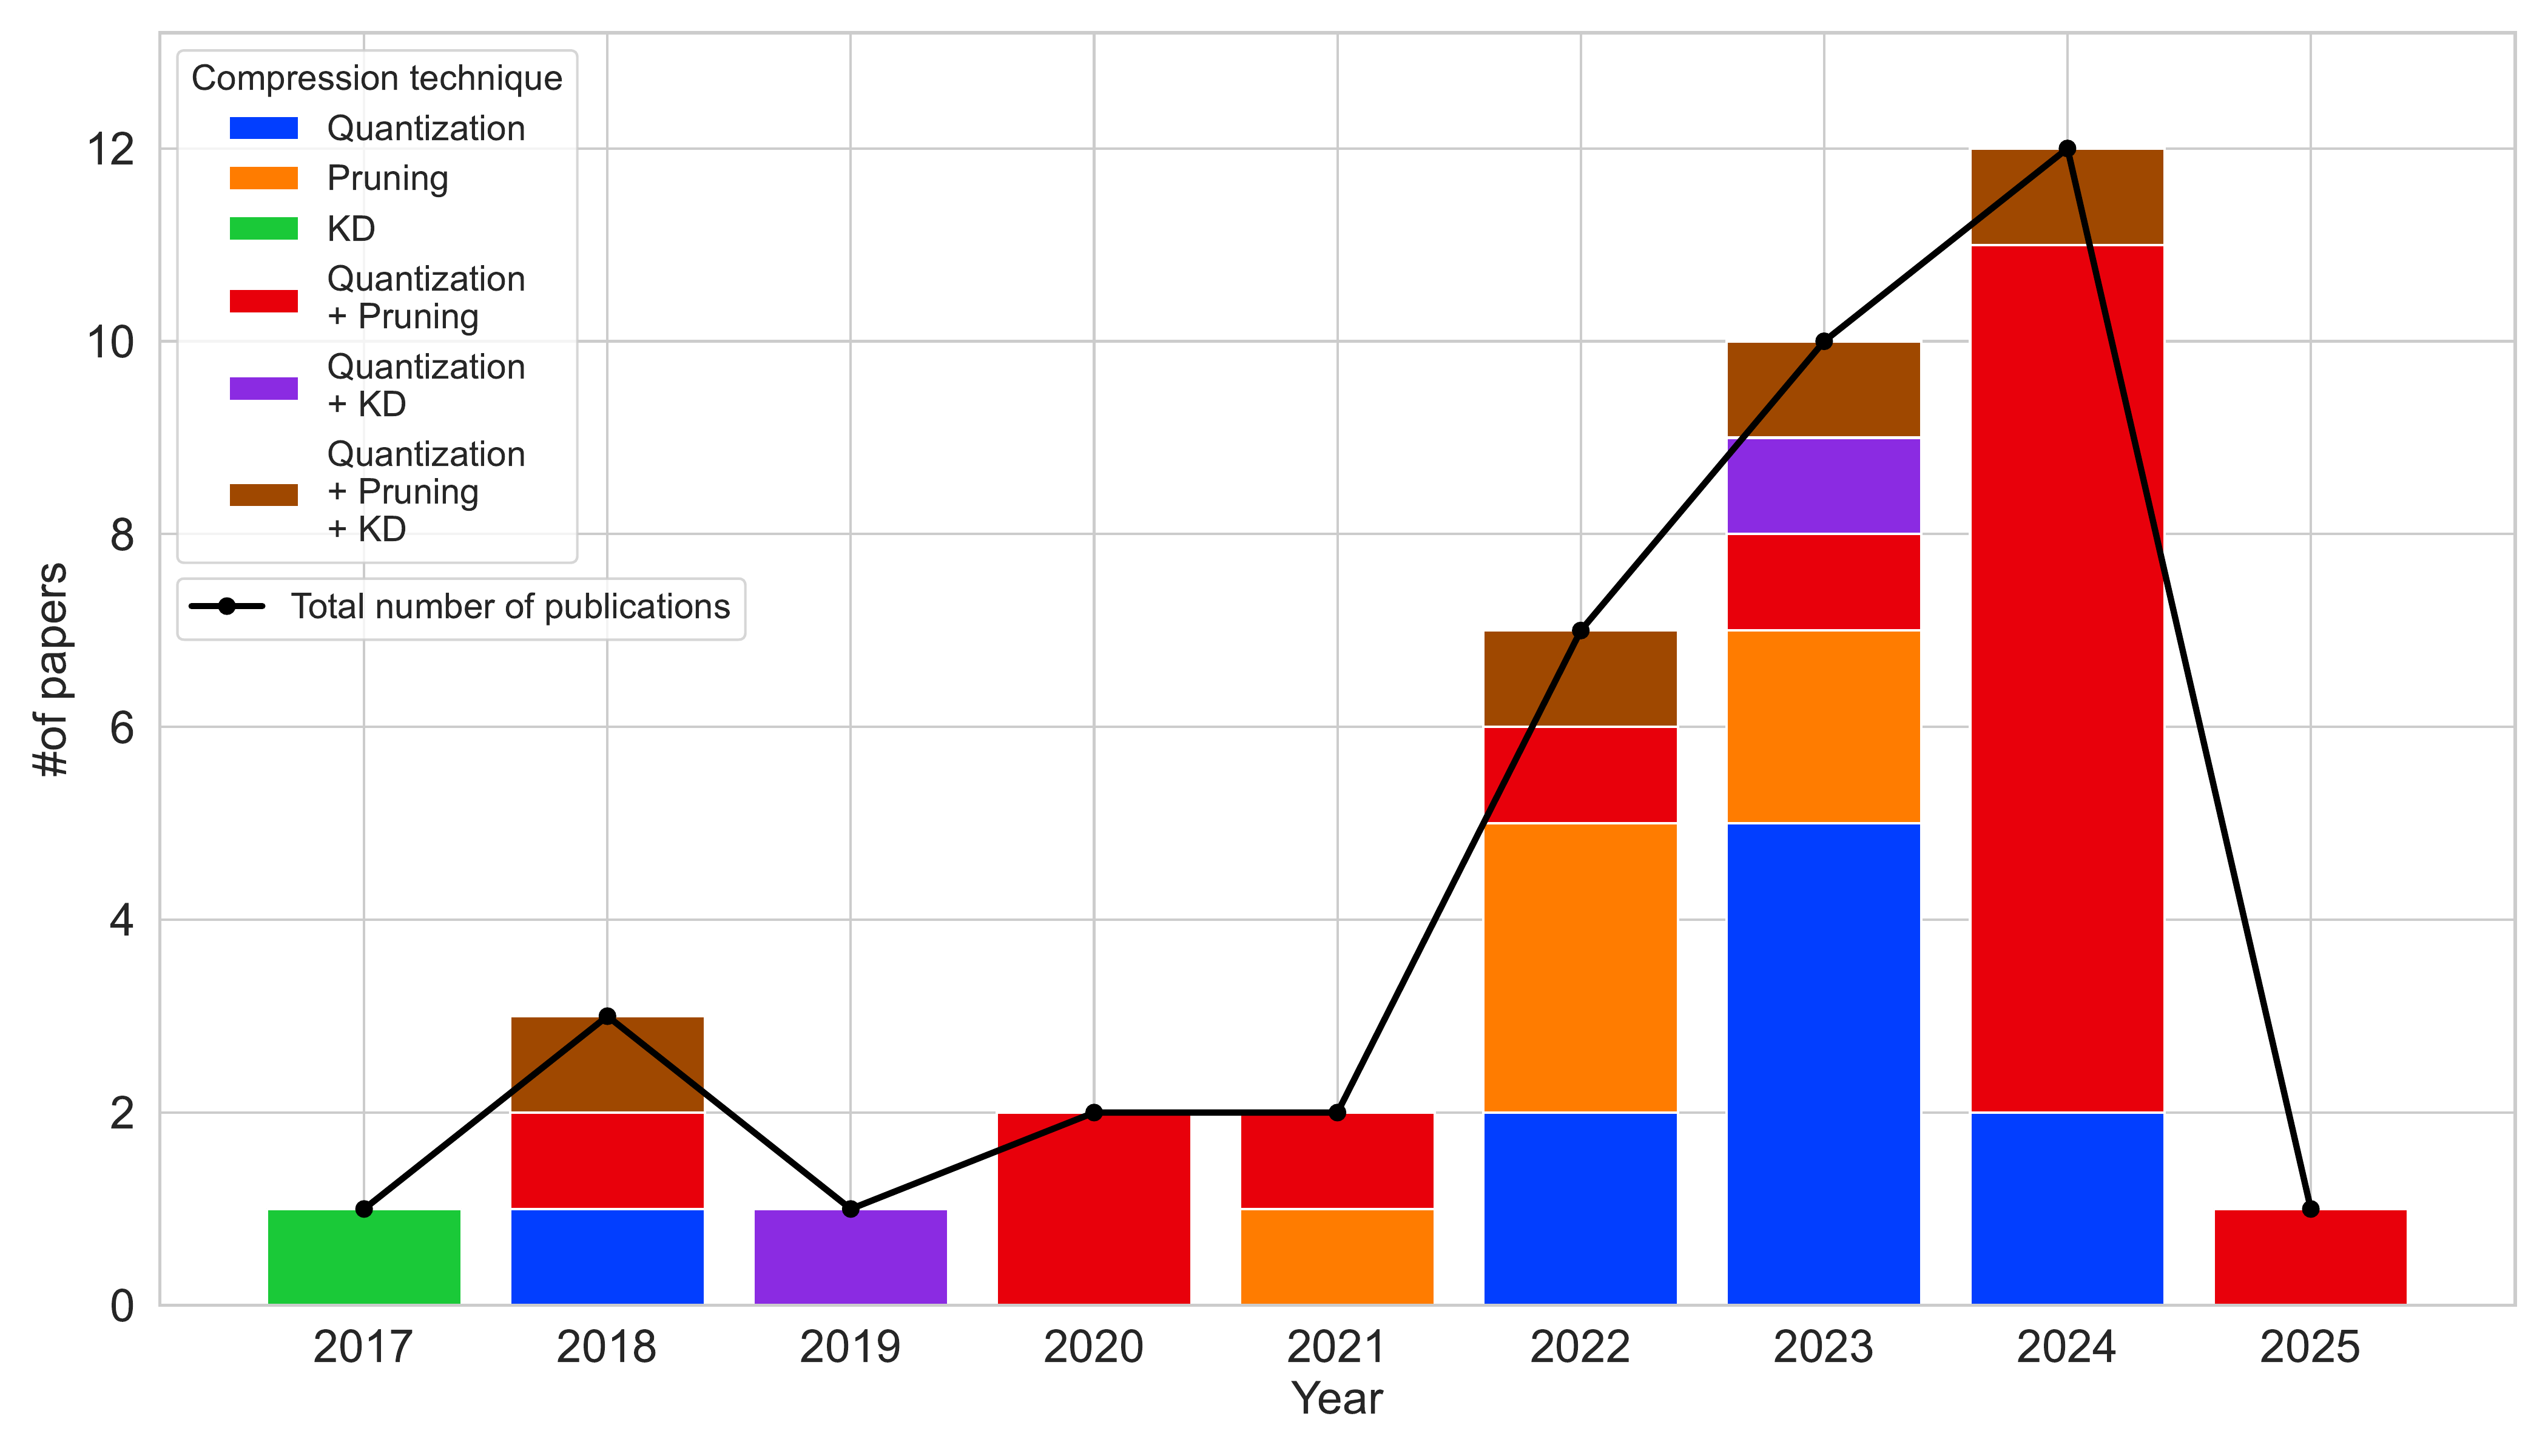 Compression technique
Quantization
Pruning
KD
Quantization
+ Pruning
Quantization
+ KD
Quantization
+ Pruning
+ KD
Total number of publications
#of papers
12
10
8
6
4
2
0
2017 2018 2019 2020 2021 2022 2023 2024 2025
Year